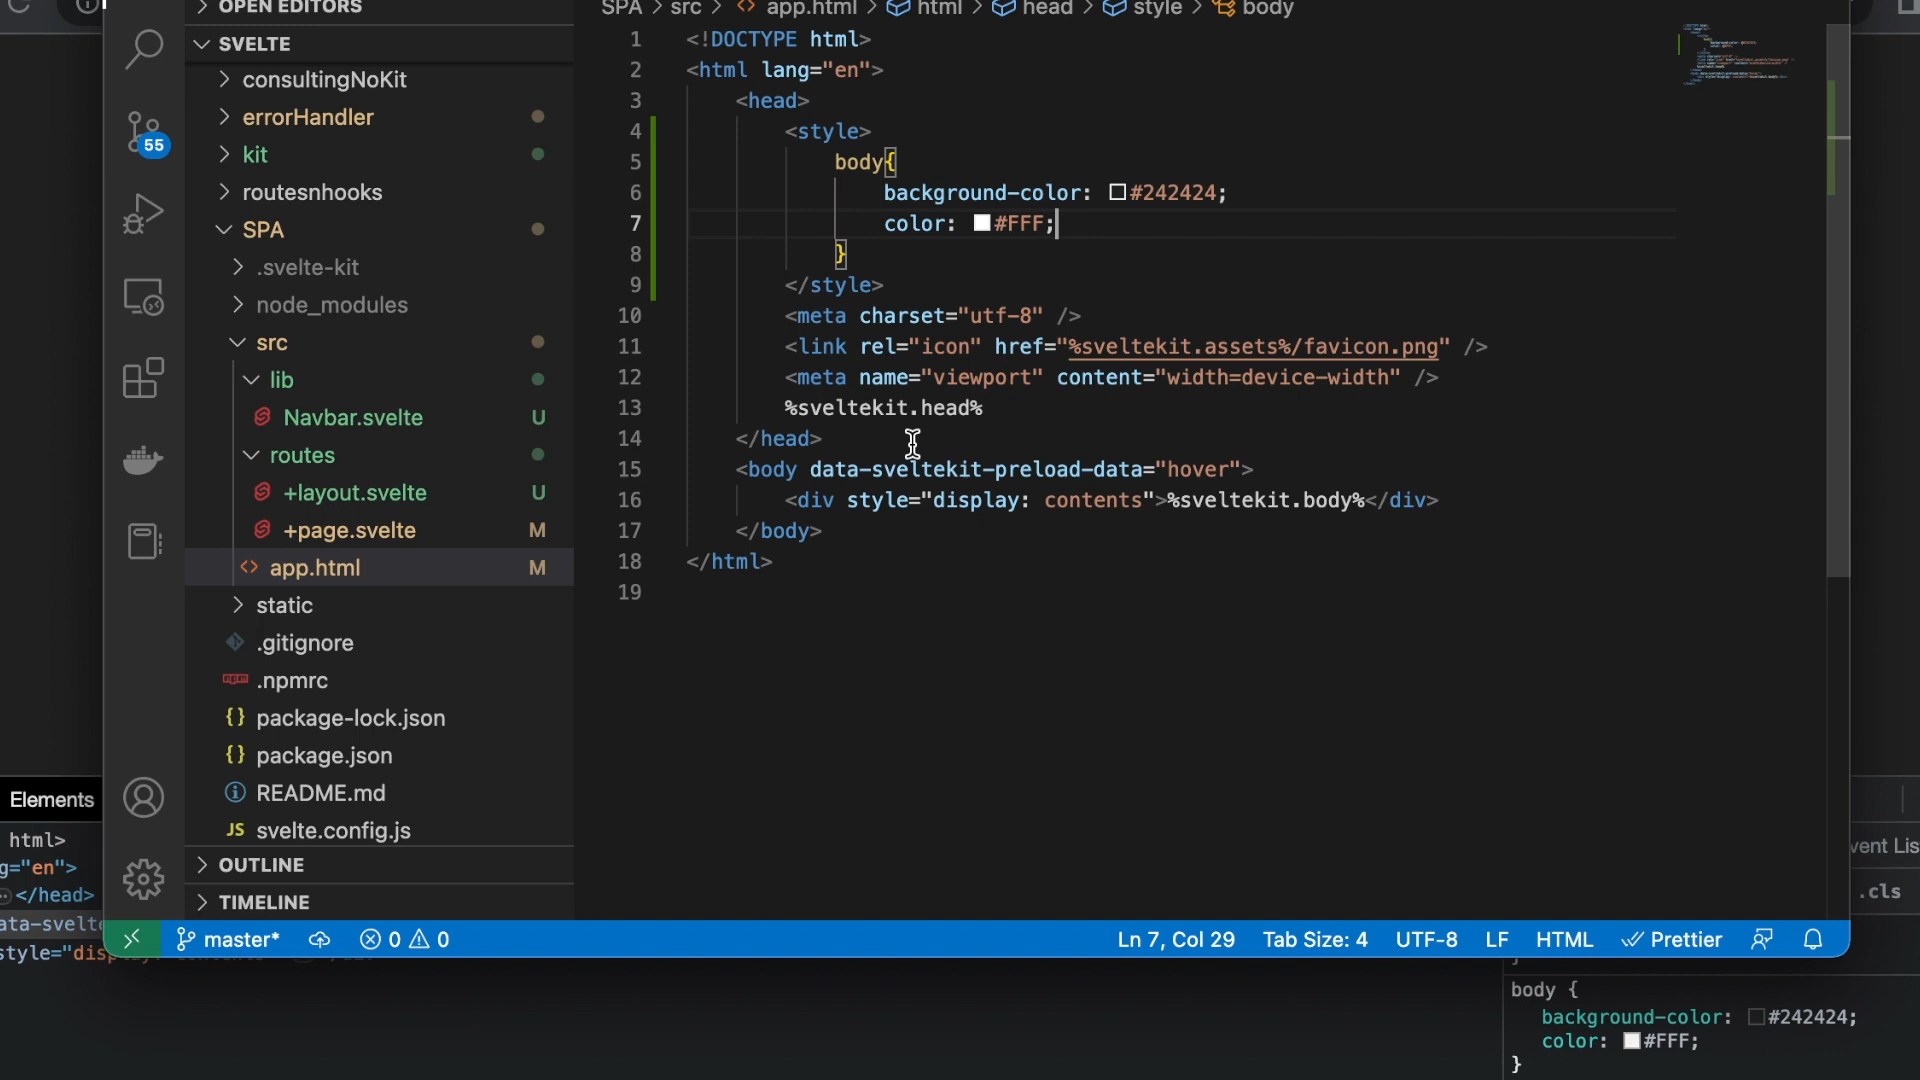 OPEN EDITORS
SPA > src > app.html > html > head > style > body
SVELTE
consultingNoKit
errorHandler
kit
routesnhooks
SPA
.svelte-kit
node_modules
src
lib
Navbar.svelte U
routes
+layout.svelte U
+page.svelte M
app.html M
static
.gitignore
.npmrc
package-lock.json
package.json
README.md
JS svelte.config.js
OUTLINE
TIMELINE
55
1 <!DOCTYPE html>
2 <html lang="en">
3 <head>
4 <style>
5 body{
6 background-color: #242424;
7 color: #FFF;
8 }
9 </style>
10 <meta charset="utf-8" />
11 <link rel="icon" href="%sveltekit.assets%/favicon.png" />
12 <meta name="viewport" content="width=device-width" />
13 %sveltekit.head%
14 </head>
15 <body data-sveltekit-preload-data="hover">
16 <div style="display: contents">%sveltekit.body%</div>
17 </body>
18 </html>
19
Elements
html>
g="en">
</head>
ata-svelt
style="dis
vent Lis
.cls
master* 0 0 Ln 7, Col 29 Tab Size: 4 UTF-8 LF HTML Prettier
}
body {
background-color: #242424;
color: #FFF;
}